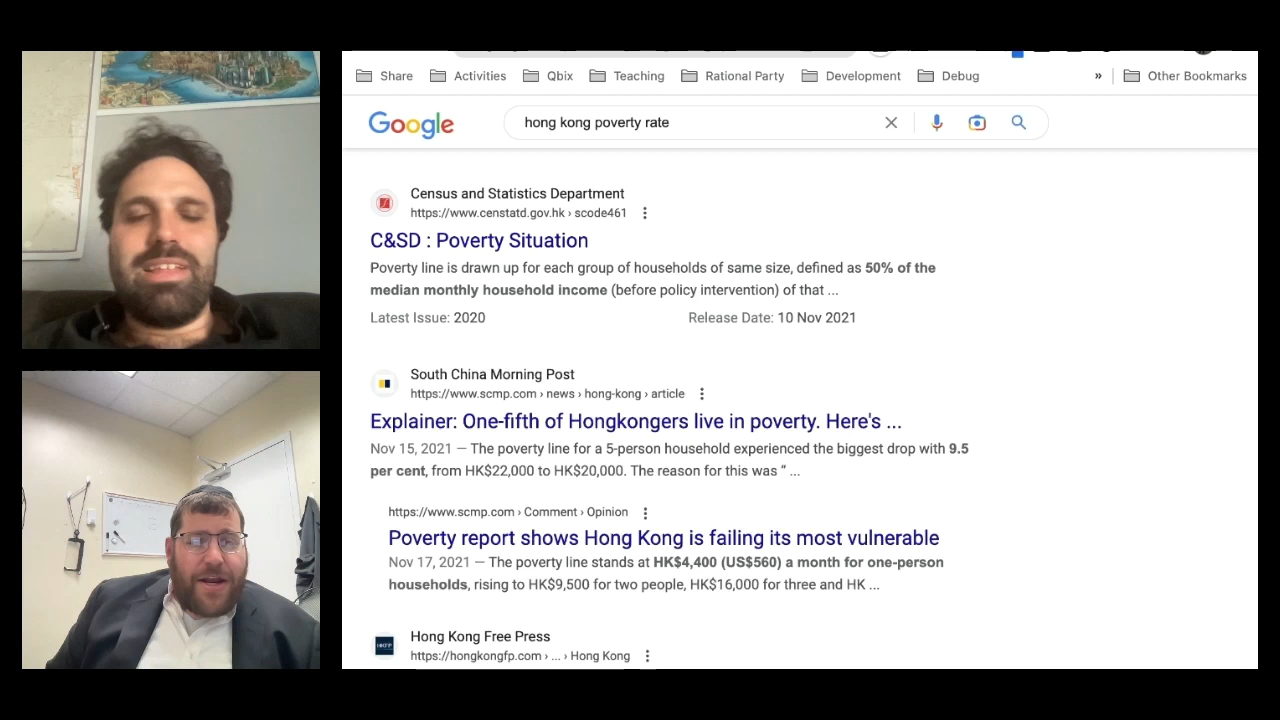 Share
Activities
Qbix
Teaching
Rational Party
Development
Debug
»
Other Bookmarks
Google
hong kong poverty rate
Census and Statistics Department
https://www.censtatd.gov.hk › scode461
C&SD : Poverty Situation
Poverty line is drawn up for each group of households of same size, defined as 50% of the
median monthly household income (before policy intervention) of that ...
Latest Issue: 2020
Release Date: 10 Nov 2021
South China Morning Post
https://www.scmp.com › news › hong-kong › article
Explainer: One-fifth of Hongkongers live in poverty. Here's ...
Nov 15, 2021 — The poverty line for a 5-person household experienced the biggest drop with 9.5
per cent, from HK$22,000 to HK$20,000. The reason for this was “ ...
https://www.scmp.com › Comment › Opinion
Poverty report shows Hong Kong is failing its most vulnerable
Nov 17, 2021 — The poverty line stands at HK$4,400 (US$560) a month for one-person
households, rising to HK$9,500 for two people, HK$16,000 for three and HK ...
HKFP
Hong Kong Free Press
https://hongkongfp.com › ... › Hong Kong